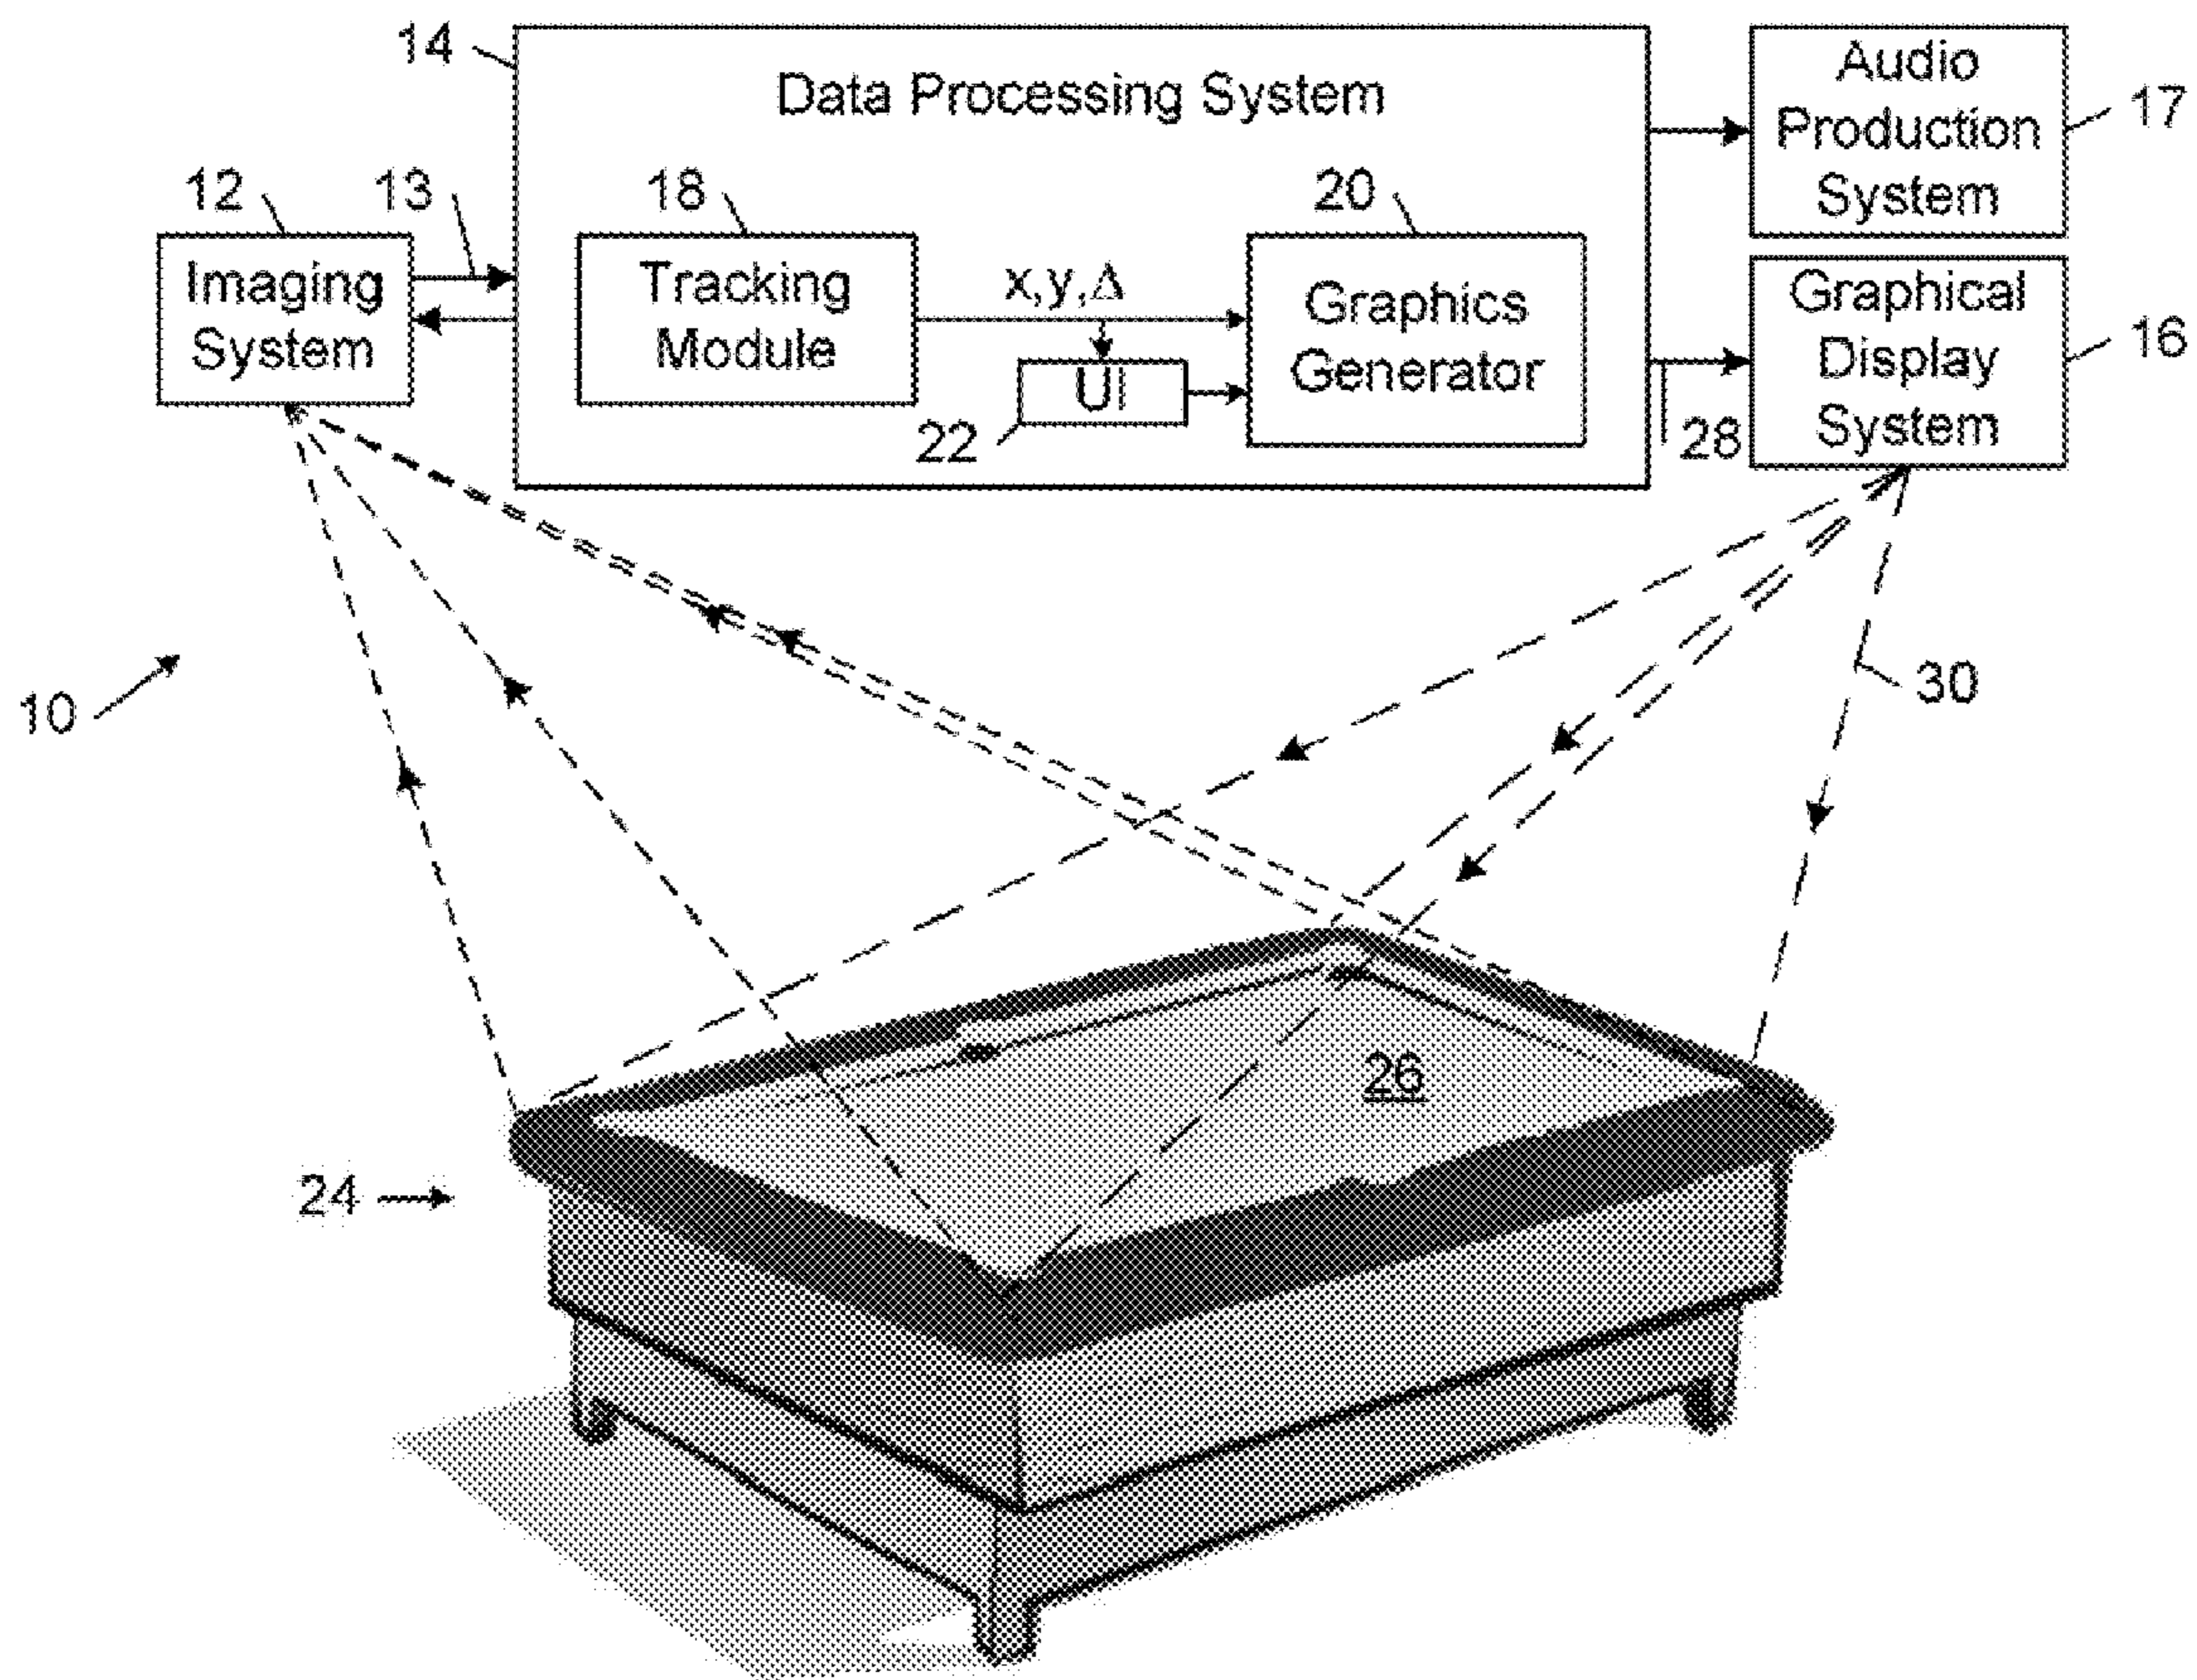 14
Data Processing System
Audio
Production
System
17
12
13
18
20
Imaging
System
Tracking
Module
x,y,Δ
Graphics
Generator
UI
22
Graphical
Display
System
16
28
10
30
26
24